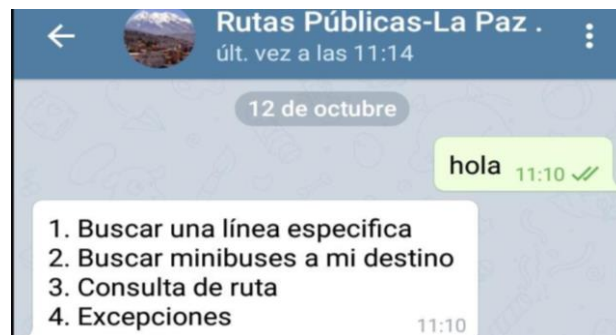 Rutas Públicas-La Paz .
últ. vez a las 11:14
12 de octubre
hola 11:10
1. Buscar una línea especifica
2. Buscar minibuses a mi destino
3. Consulta de ruta
4. Excepciones 11:10